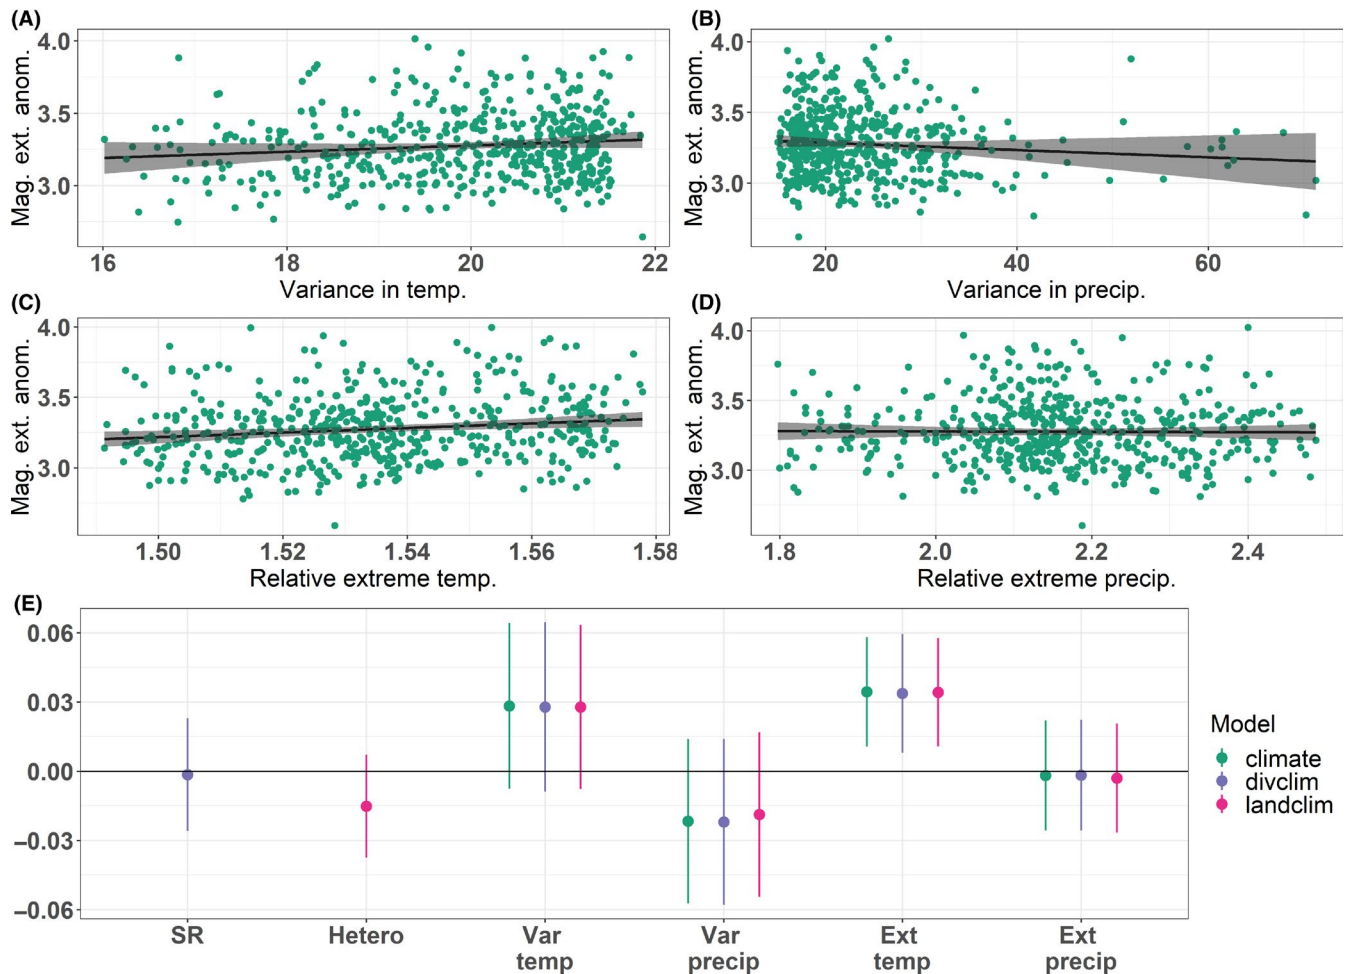 (A)
4.0
3.5
3.0
Mag. ext. anom.
16 18 20 22
Variance in temp.
(B)
4.0
3.5
3.0
Mag. ext. anom.
20 40 60
Variance in precip.
(C)
4.0
3.5
3.0
Mag. ext. anom.
1.50 1.52 1.54 1.56 1.58
Relative extreme temp.
(D)
4.0
3.5
3.0
Mag. ext. anom.
1.8 2.0 2.2 2.4
Relative extreme precip.
(E)
0.06
0.03
0.00
−0.03
−0.06
SR
Hetero
Var
temp
Var
precip
Ext
temp
Ext
precip
Model
climate
divclim
landclim